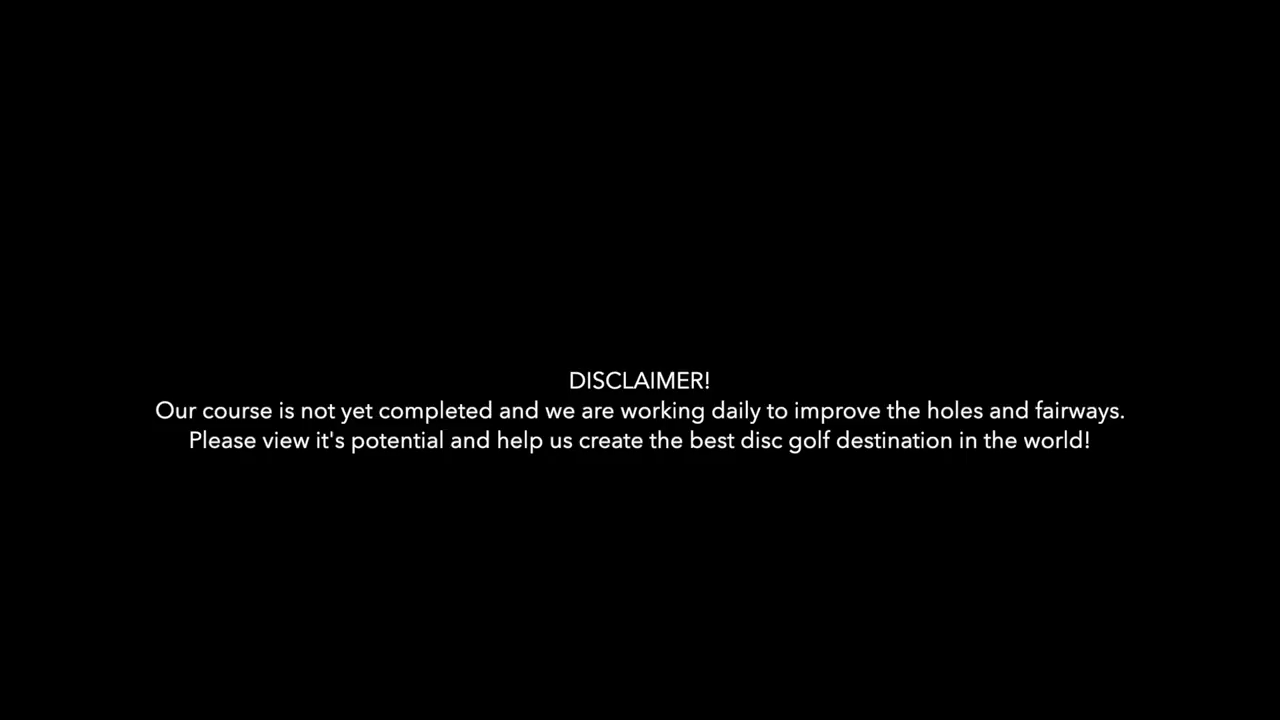 DISCLAIMER!
Our course is not yet completed and we are working daily to improve the holes and fairways.
Please view it's potential and help us create the best disc golf destination in the world!